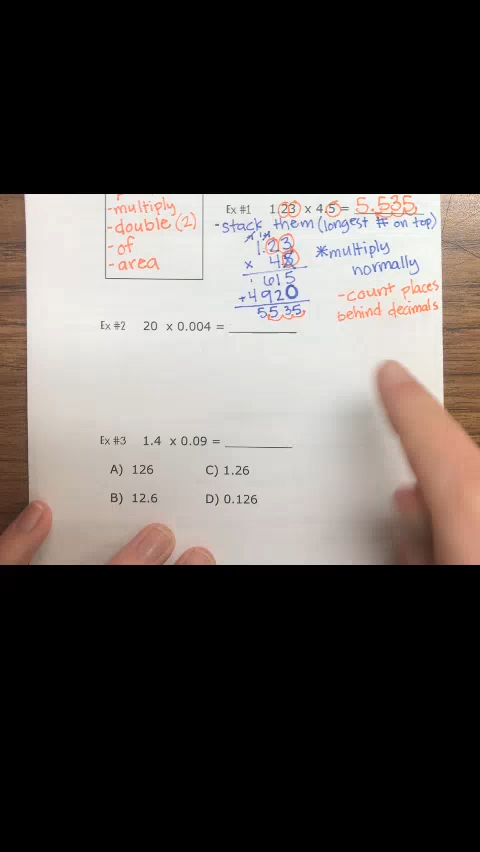 -multiply
-double (2)
-of
-area
Ex #1 1.23 x 4.5 = 5.535
-stack them (longest # on top)
1.23
x 4.5
615
+4920
5535
*multiply
normally
-count places
behind decimals
Ex #2 20 x 0.004 = ________
Ex #3 1.4 x 0.09 = ________
A) 126 C) 1.26
B) 12.6 D) 0.126